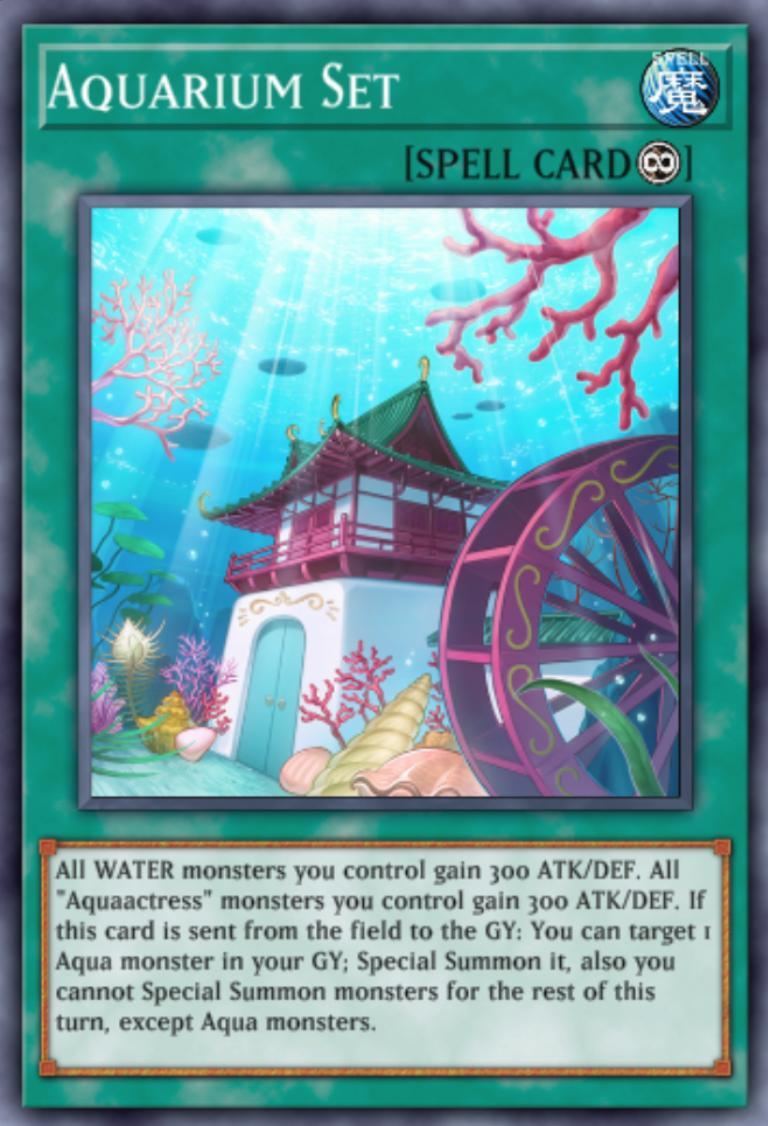 AQUARIUM SET
SPELL
魔
[SPELL CARD]
All WATER monsters you control gain 300 ATK/DEF. All
"Aquaactress" monsters you control gain 300 ATK/DEF. If
this card is sent from the field to the GY: You can target 1
Aqua monster in your GY; Special Summon it, also you
cannot Special Summon monsters for the rest of this
turn, except Aqua monsters.